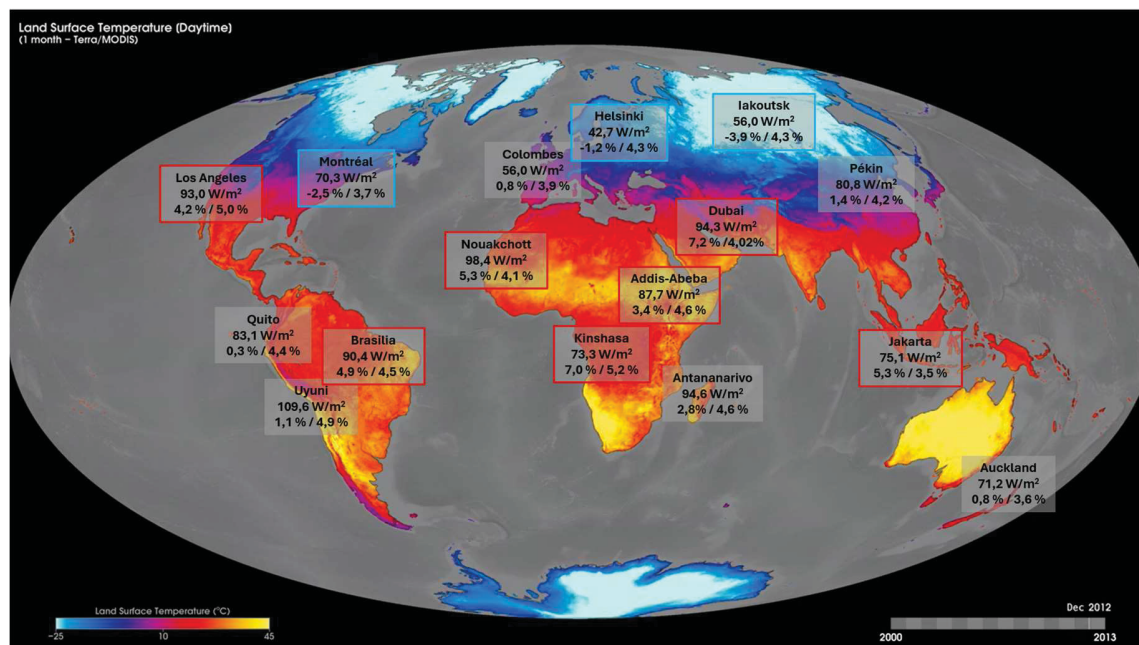 Land Surface Temperature (Daytime)
(1 month – Terra/MODIS)
Iakoutsk
56,0 W/m²
-3,9 % / 4,3 %
Helsinki
42,7 W/m²
-1,2 % / 4,3 %
Colombes
56,0 W/m²
0,8 % / 3,9 %
Montréal
70,3 W/m²
-2,5 % / 3,7 %
Los Angeles
93,0 W/m²
4,2 % / 5,0 %
Pékin
80,8 W/m²
1,4 % / 4,2 %
Dubai
94,3 W/m²
7,2 % /4,02%
Nouakchott
98,4 W/m²
5,3 % / 4,1 %
Addis-Abeba
87,7 W/m²
3,4 % / 4,6 %
Quito
83,1 W/m²
0,3 % / 4,4 %
Brasilia
90,4 W/m²
4,9 % / 4,5 %
Kinshasa
73,3 W/m²
7,0 % / 5,2 %
Jakarta
75,1 W/m²
5,3 % / 3,5 %
Uyuni
109,6 W/m²
1,1 % / 4,9 %
Antananarivo
94,6 W/m²
2,8% / 4,6 %
Auckland
71,2 W/m²
0,8 % / 3,6 %
Land Surface Temperature (°C)
-25 10 45
Dec 2012
2000 2013